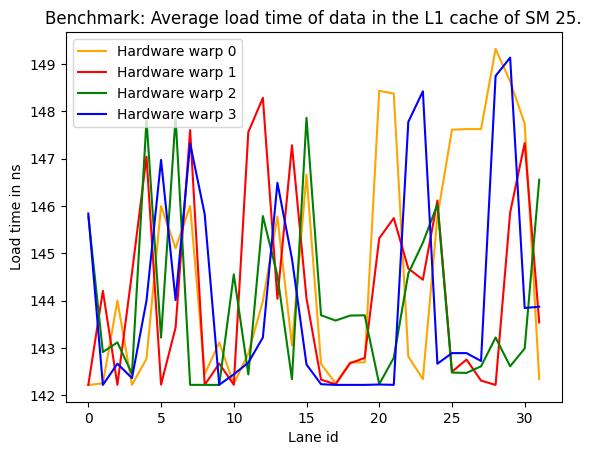 Benchmark: Average load time of data in the L1 cache of SM 25.
Hardware warp 0
Hardware warp 1
Hardware warp 2
Hardware warp 3
Load time in ns
149
148
147
146
145
144
143
142
0 5 10 15 20 25 30
Lane id